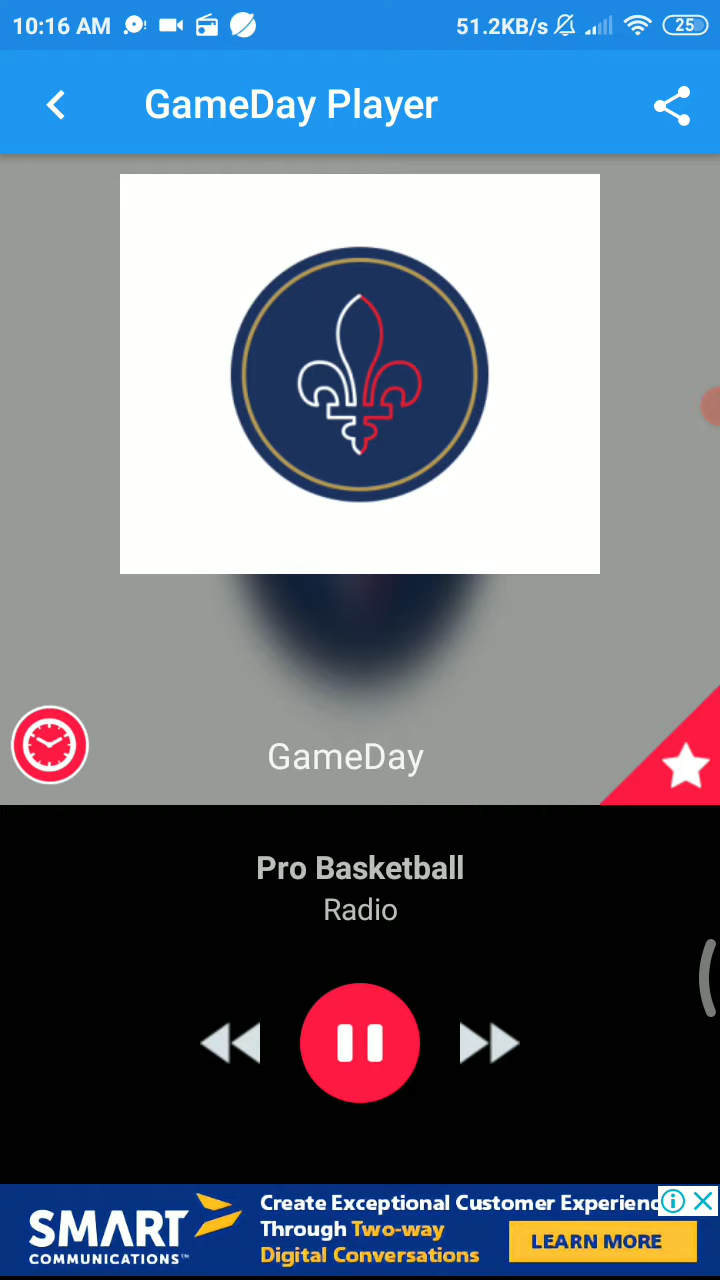 10:16 AM
51.2KB/s
25
GameDay Player
GameDay
Pro Basketball
Radio
SMART
COMMUNICATIONS™
Create Exceptional Customer Experienc
Through Two-way
Digital Conversations
LEARN MORE